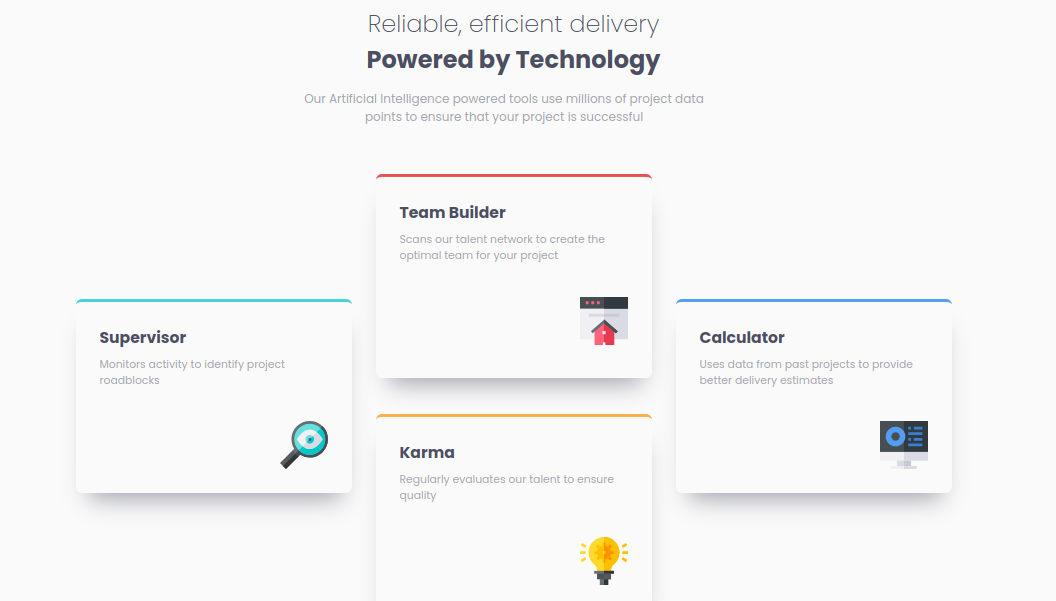 Reliable, efficient delivery
Powered by Technology
Our Artificial Intelligence powered tools use millions of project data
points to ensure that your project is successful
Team Builder
Scans our talent network to create the
optimal team for your project
Supervisor
Monitors activity to identify project
roadblocks
Calculator
Uses data from past projects to provide
better delivery estimates
Karma
Regularly evaluates our talent to ensure
quality